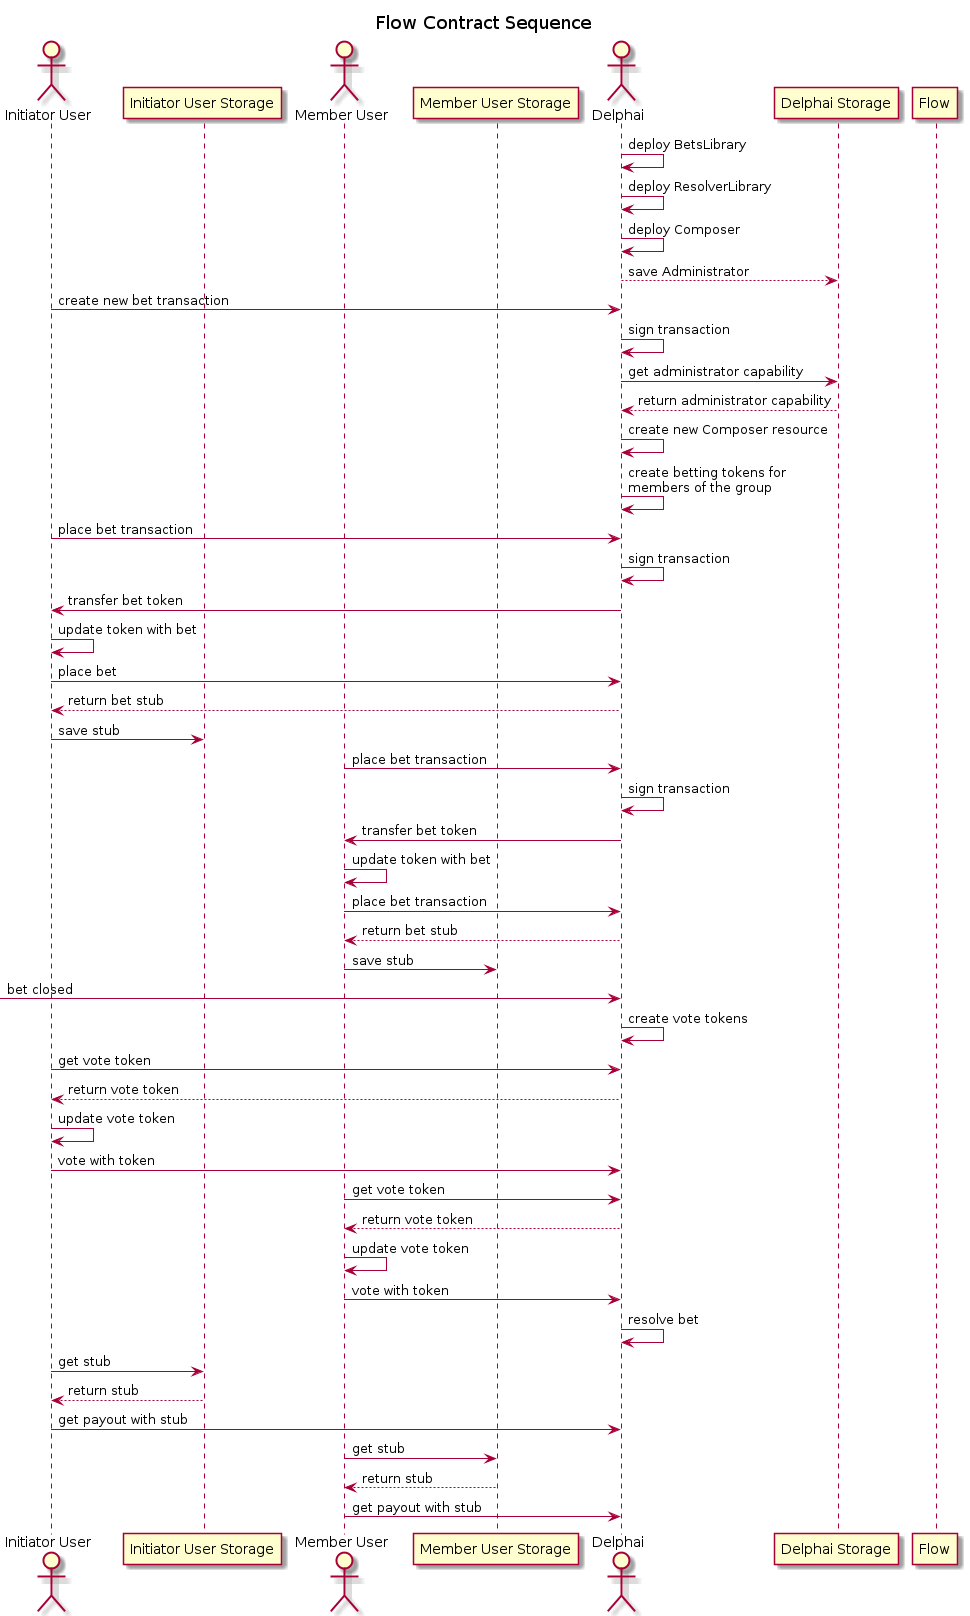 Flow Contract Sequence
Initiator User
Initiator User Storage
Member User
Member User Storage
Delphai
Delphai Storage
Flow
deploy BetsLibrary
deploy ResolverLibrary
deploy Composer
save Administrator
create new bet transaction
sign transaction
get administrator capability
return administrator capability
create new Composer resource
create betting tokens for
members of the group
place bet transaction
sign transaction
transfer bet token
update token with bet
place bet
return bet stub
save stub
place bet transaction
sign transaction
transfer bet token
update token with bet
place bet transaction
return bet stub
save stub
bet closed
create vote tokens
get vote token
return vote token
update vote token
vote with token
get vote token
return vote token
update vote token
vote with token
resolve bet
get stub
return stub
get payout with stub
get stub
return stub
get payout with stub
Initiator User
Initiator User Storage
Member User
Member User Storage
Delphai
Delphai Storage
Flow